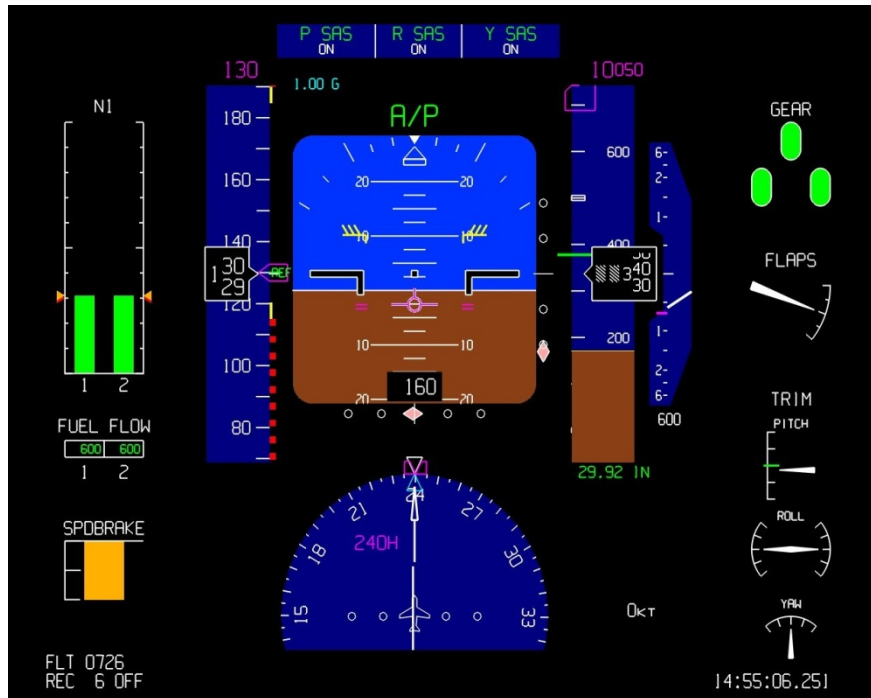 P SAS
ON
R SAS
ON
Y SAS
ON
130
1.00 G
10050
N1
A/P
GEAR
180
160
140
120
100
80
130
29
REF
20 20
10 10
10 10
20 20
160
600
400
200
340
30
6
2
1
1
2
6
600
FLAPS
1 2
FUEL FLOW
600 600
1 2
29.92 IN
TRIM
PITCH
ROLL
YAW
SPDBRAKE
240H
15
18
21
24
27
30
33
0KT
FLT 0726
REC 6 OFF
14:55:06.251